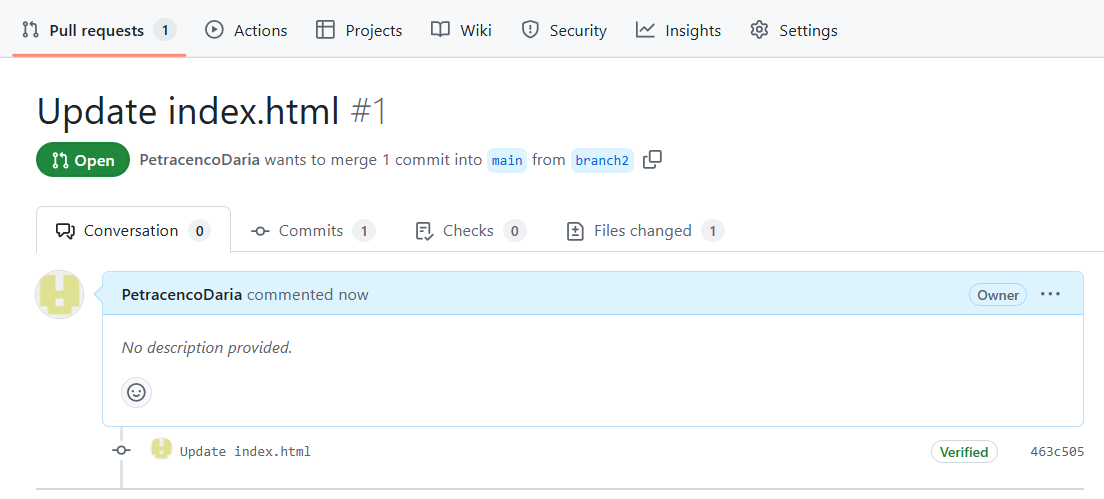 Pull requests 1 Actions Projects Wiki Security Insights Settings
Update index.html #1
Open PetracencoDaria wants to merge 1 commit into main from branch2
Conversation 0 Commits 1 Checks 0 Files changed 1
PetracencoDaria commented now Owner
No description provided.
Update index.html Verified 463c505